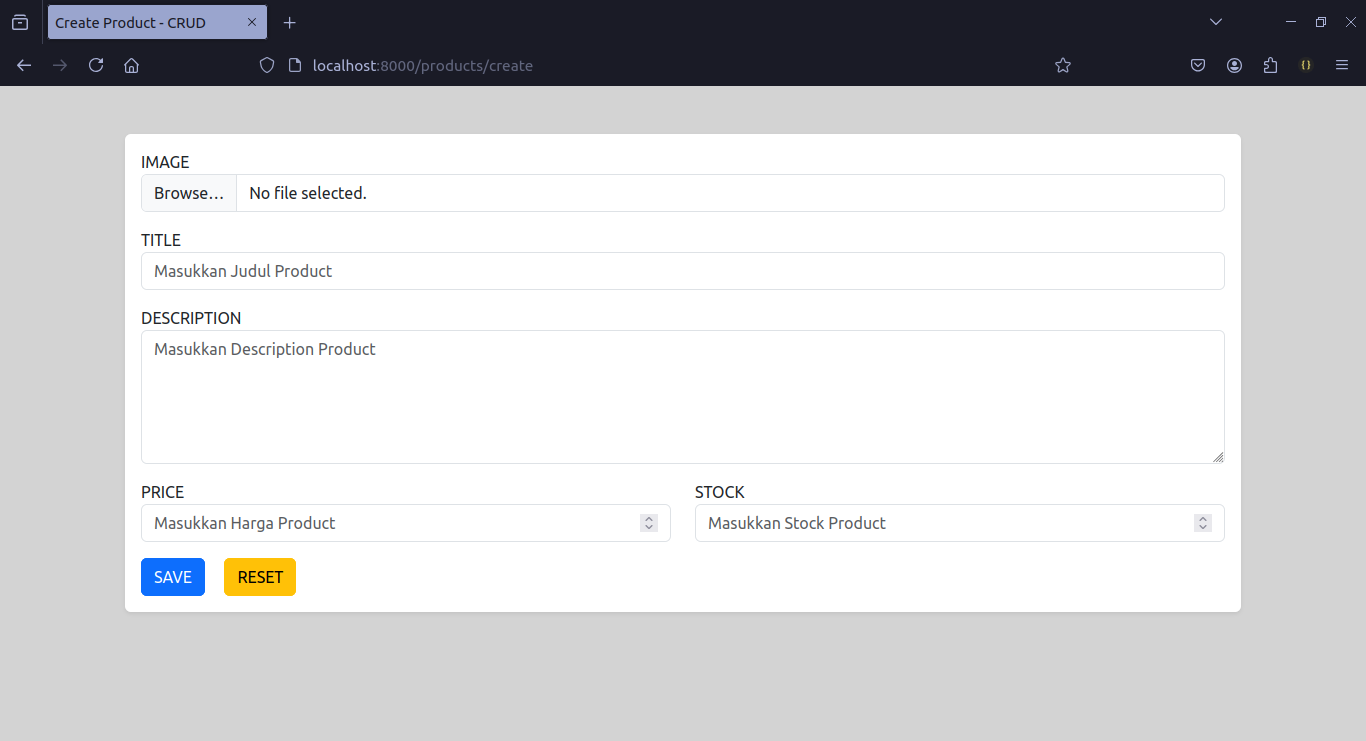 Create Product - CRUD
localhost:8000/products/create
IMAGE
Browse… No file selected.
TITLE
Masukkan Judul Product
DESCRIPTION
Masukkan Description Product
PRICE STOCK
Masukkan Harga Product Masukkan Stock Product
SAVE RESET